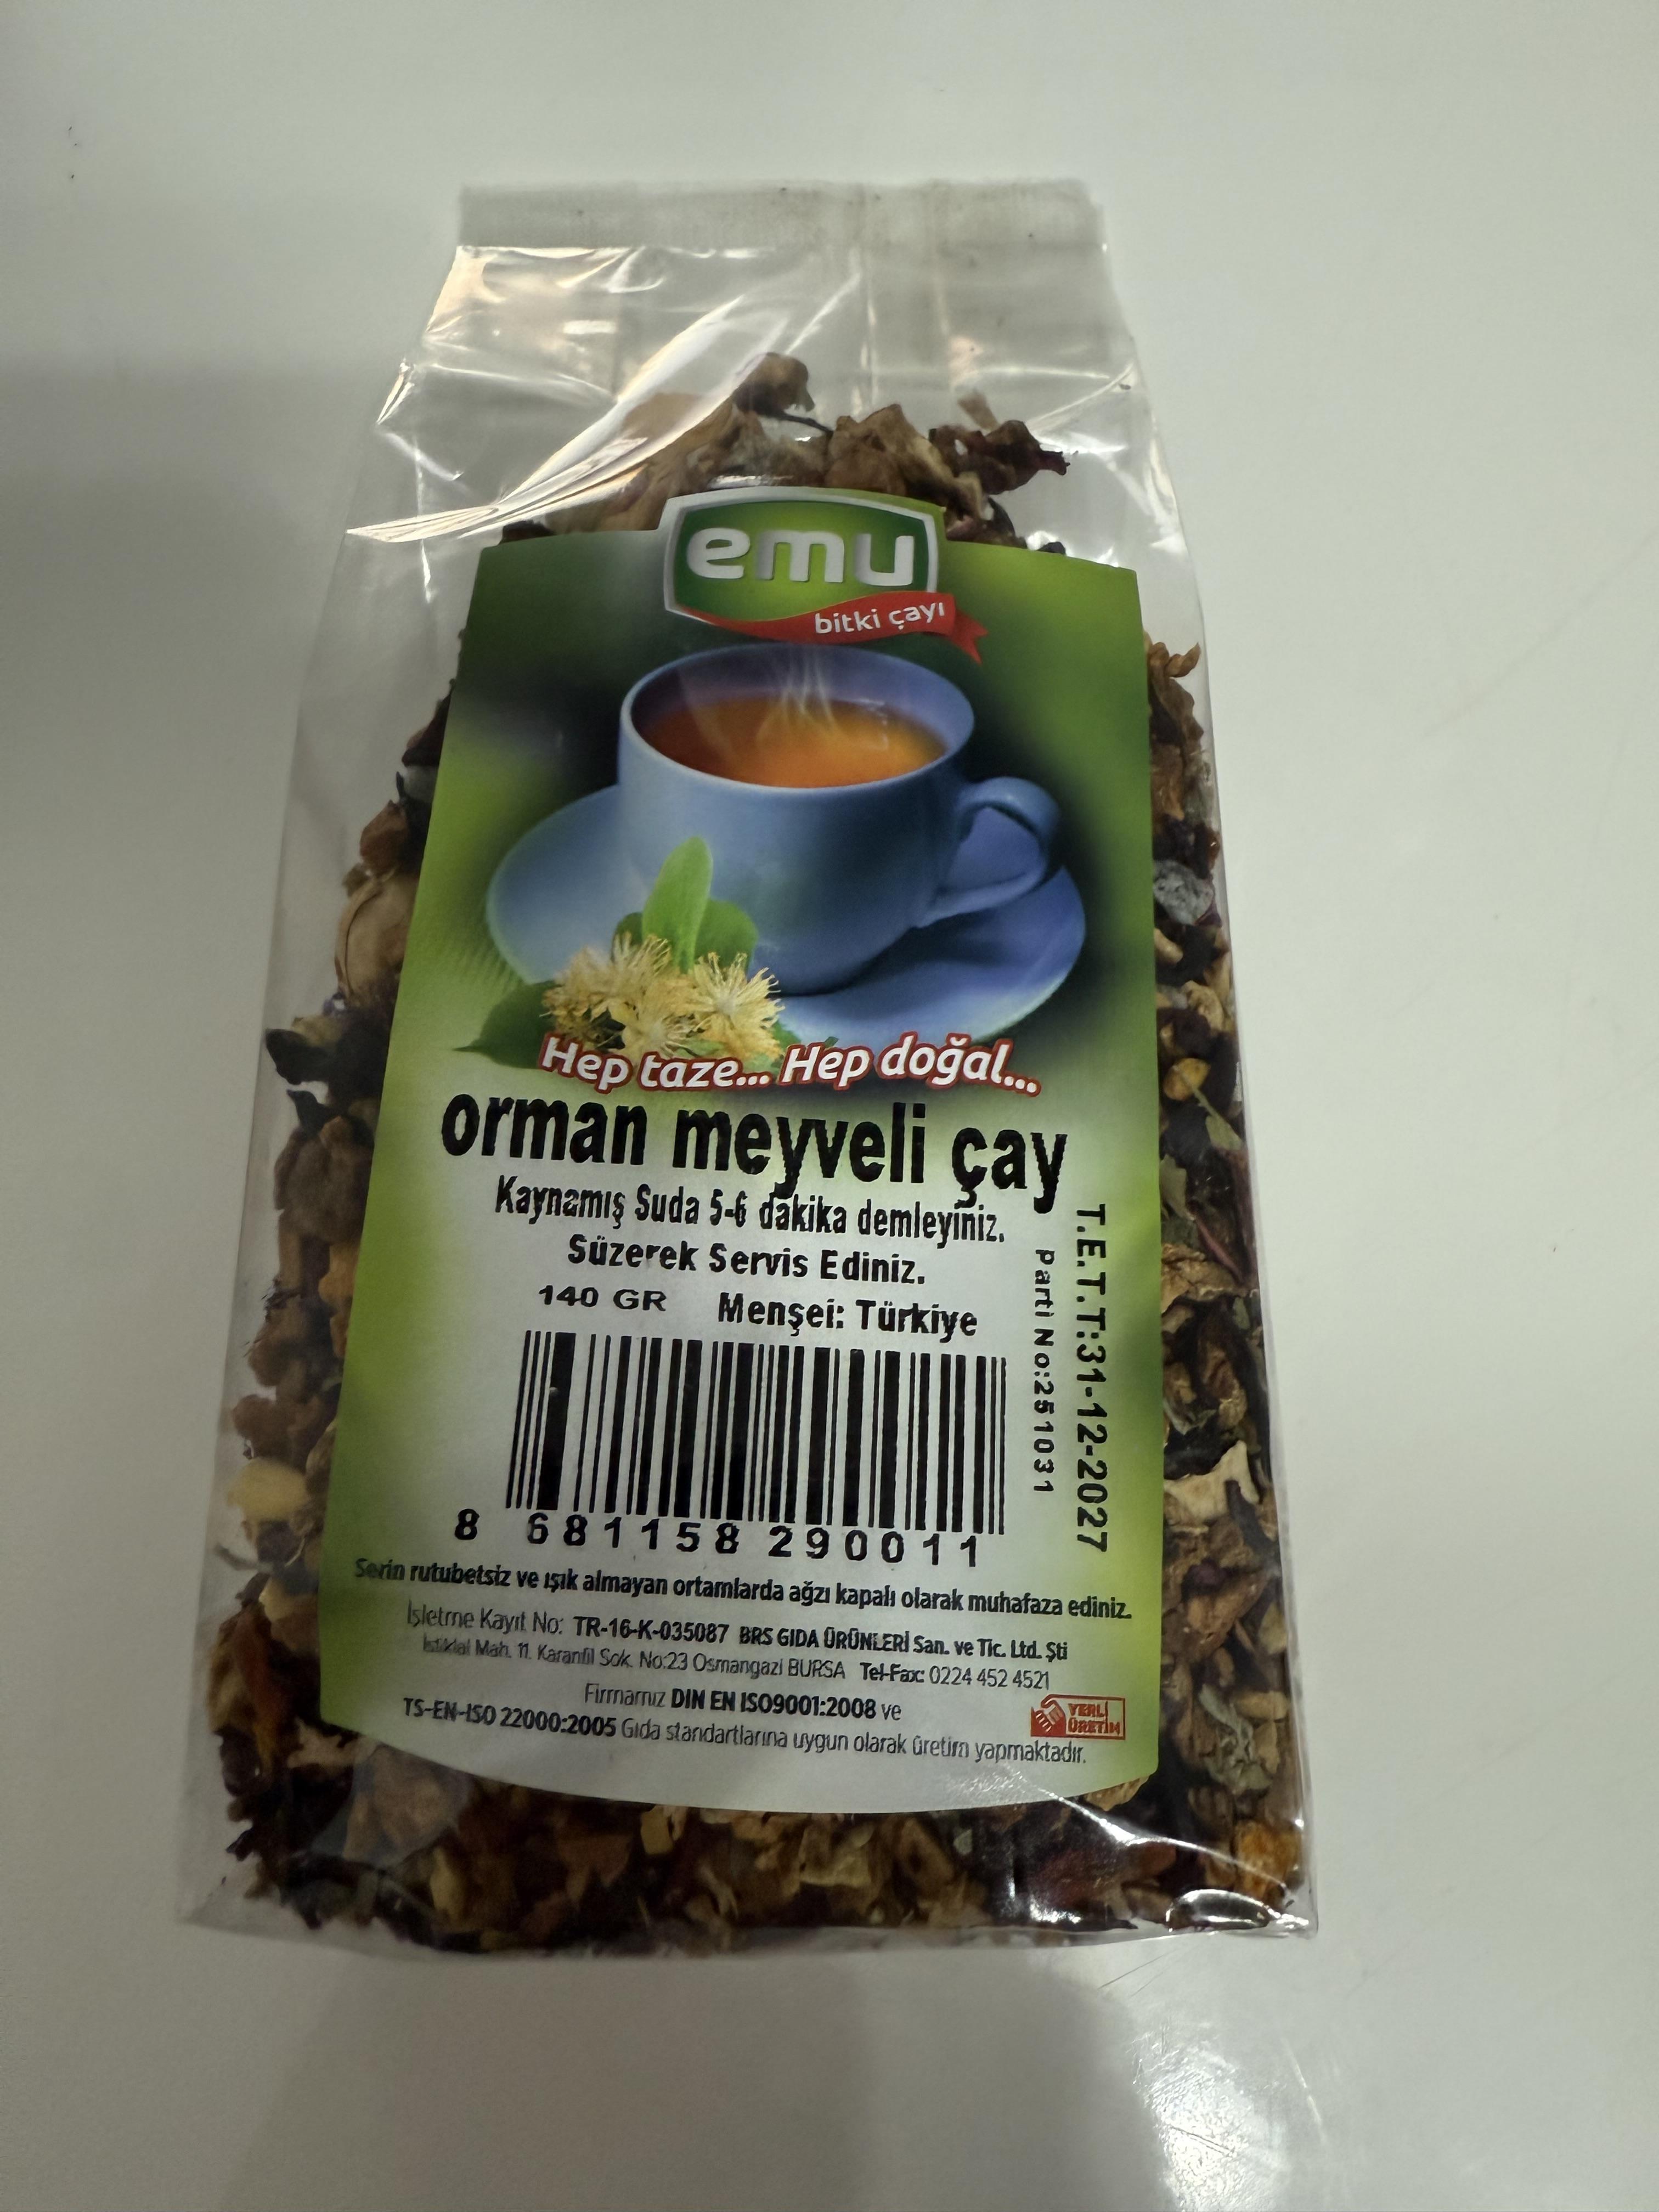 emu
bitki çayı
Hep taze... Hep doğal...
orman meyveli çay
Kaynamış Suda 5-6 dakika demleyiniz.
Süzerek Servis Ediniz.
140 GR Menşei: Türkiye
Parti No:251031
T.E.T.T:31-12-2027
8 681158 290011
Serin rutubetsiz ve ışık almayan ortamlarda ağzı kapalı olarak muhafaza ediniz.
İşletme Kayıt No: TR-16-K-035087 BRS GIDA ÜRÜNLERİ San. ve Tic. Ltd. Şti
İstiklal Mah. 11. Karanfil Sok. No:23 Osmangazi BURSA Tel-Fax: 0224 452 4521
Firmamız DIN EN ISO9001:2008 ve
TS-EN-ISO 22000:2005 Gıda standartlarına uygun olarak üretim yapmaktadır.
YERLİ
ÜRETİM